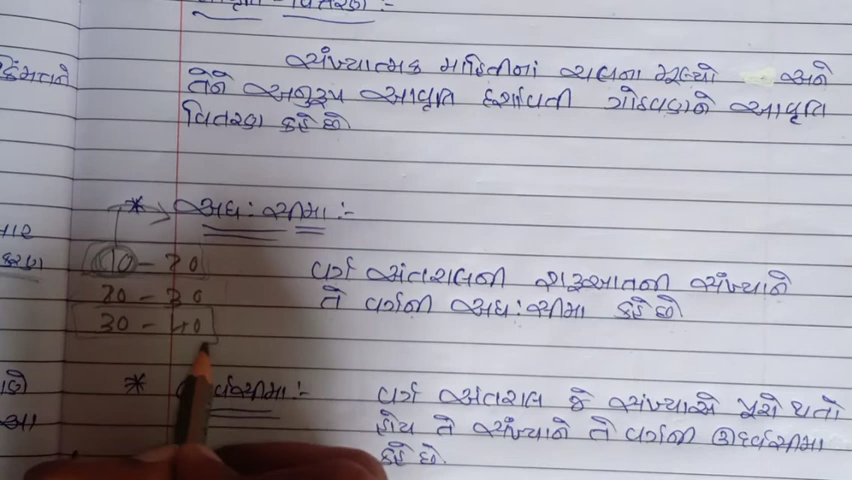 વિતરણ :-
સંખ્યાત્મક માહિતીનાં ચલના મૂલ્યો અને
તેને અનુરૂપ આવૃત્તિ દર્શાવતી ગોઠવણીને આવૃત્તિ
વિતરણ કહે છે.
* અધ: સીમા :-
10 - 20
20 - 30
30 - 40
વર્ગ અંતરાલની શરૂઆતની સંખ્યાને
તે વર્ગની અધ: સીમા કહે છે
* :-
વર્ગ અંતરાલ જે સંખ્યાએ પુરો થતો
હોય તે સંખ્યાને તે વર્ગની ઊર્ધ્વસીમા
કહે છે.